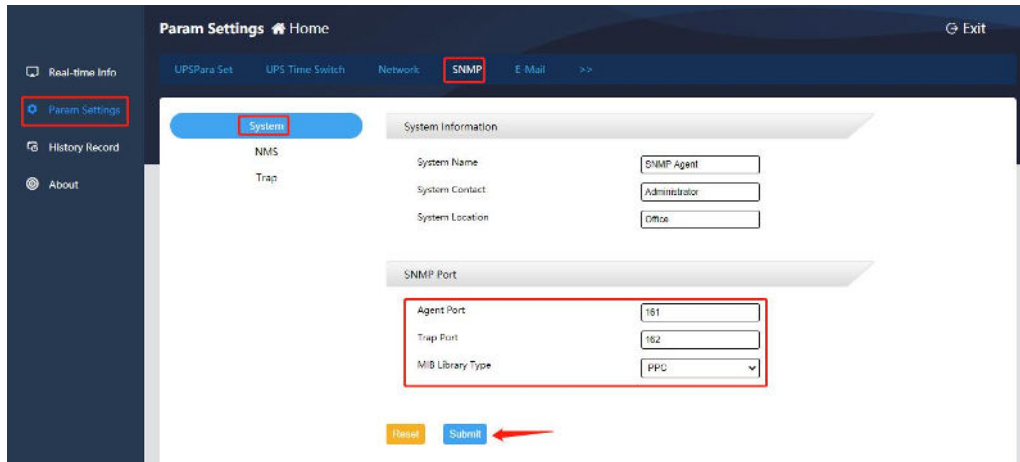 Param Settings Home
Exit
Real-time Info
Param Settings
History Record
About
UPSPara Set UPS Time Switch Network SNMP E-Mail >>
System
NMS
Trap
System Information
System Name SNMP Agent
System Contact Administrator
System Location Office
SNMP Port
Agent Port 161
Trap Port 162
MIB Library Type PPC
Reset Submit